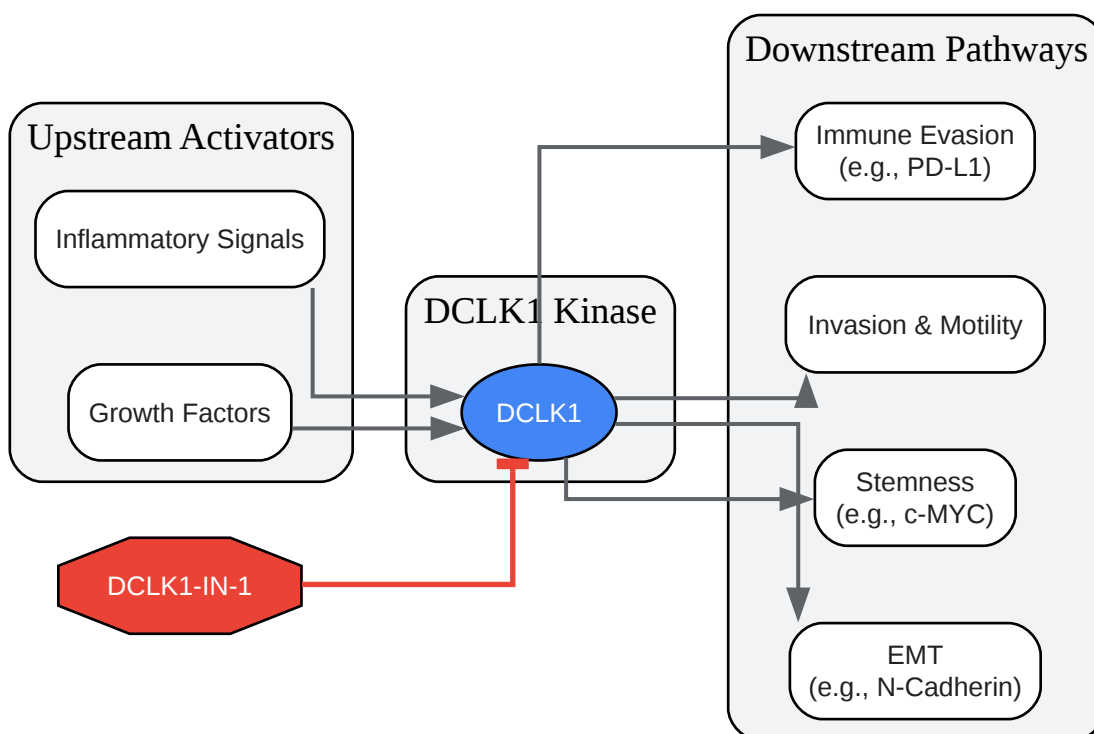 Upstream Activators
Inflammatory Signals
Growth Factors
DCLK1-IN-1
DCLK1 Kinase
DCLK1
Downstream Pathways
Immune Evasion
(e.g., PD-L1)
Invasion & Motility
Stemness
(e.g., c-MYC)
EMT
(e.g., N-Cadherin)